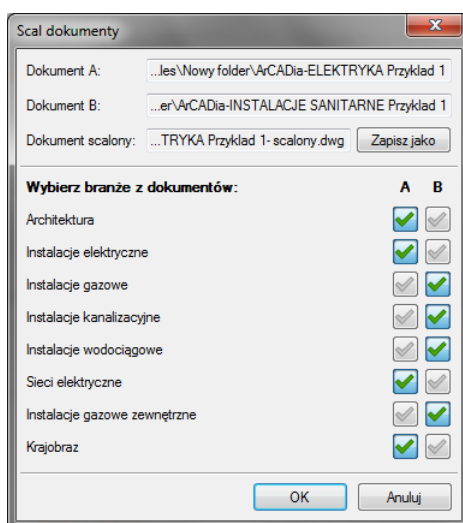 Scal dokumenty
Dokument A: ...les\Nowy folder\ArCADia-ELEKTRYKA Przyklad 1
Dokument B: ...er\ArCADia-INSTALACJE SANITARNE Przyklad 1
Dokument scalony: ...TRYKA Przyklad 1- scalony.dwg Zapisz jako
Wybierz branże z dokumentów: A B
Architektura
Instalacje elektryczne
Instalacje gazowe
Instalacje kanalizacyjne
Instalacje wodociągowe
Sieci elektryczne
Instalacje gazowe zewnętrzne
Krajobraz
OK Anuluj